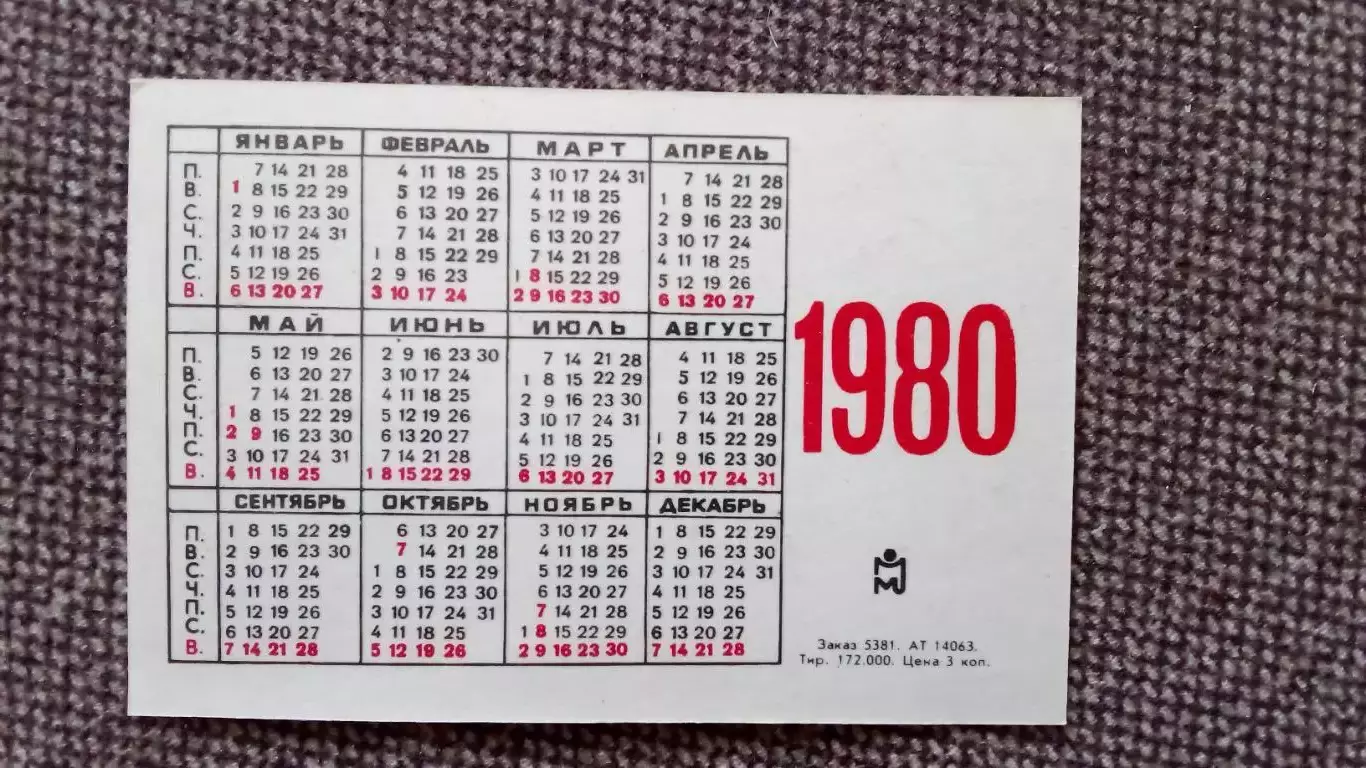 ЯНВАРЬ ФЕВРАЛЬ МАРТ АПРЕЛЬ
П. 7 14 21 28 4 11 18 25 3 10 17 24 31 7 14 21 28
В. 1 8 15 22 29 5 12 19 26 4 11 18 25 1 8 15 22 29
С. 2 9 16 23 30 6 13 20 27 5 12 19 26 2 9 16 23 30
Ч. 3 10 17 24 31 7 14 21 28 6 13 20 27 3 10 17 24
П. 4 11 18 25 1 8 15 22 29 7 14 21 28 4 11 18 25
С. 5 12 19 26 2 9 16 23 1 8 15 22 29 5 12 19 26
В. 6 13 20 27 3 10 17 24 2 9 16 23 30 6 13 20 27
МАЙ ИЮНЬ ИЮЛЬ АВГУСТ
П. 5 12 19 26 2 9 16 23 30 7 14 21 28 4 11 18 25
В. 6 13 20 27 3 10 17 24 1 8 15 22 29 5 12 19 26
С. 7 14 21 28 4 11 18 25 2 9 16 23 30 6 13 20 27
Ч. 1 8 15 22 29 5 12 19 26 3 10 17 24 31 7 14 21 28
П. 2 9 16 23 30 6 13 20 27 4 11 18 25 1 8 15 22 29
С. 3 10 17 24 31 7 14 21 28 5 12 19 26 2 9 16 23 30
В. 4 11 18 25 1 8 15 22 29 6 13 20 27 3 10 17 24 31
СЕНТЯБРЬ ОКТЯБРЬ НОЯБРЬ ДЕКАБРЬ
П. 1 8 15 22 29 6 13 20 27 3 10 17 24 1 8 15 22 29
В. 2 9 16 23 30 7 14 21 28 4 11 18 25 2 9 16 23 30
С. 3 10 17 24 1 8 15 22 29 5 12 19 26 3 10 17 24 31
Ч. 4 11 18 25 2 9 16 23 30 6 13 20 27 4 11 18 25
П. 5 12 19 26 3 10 17 24 31 7 14 21 28 5 12 19 26
С. 6 13 20 27 4 11 18 25 1 8 15 22 29 6 13 20 27
В. 7 14 21 28 5 12 19 26 2 9 16 23 30 7 14 21 28
1980
Заказ 5381. АТ 14063.
Тир. 172.000. Цена 3 коп.